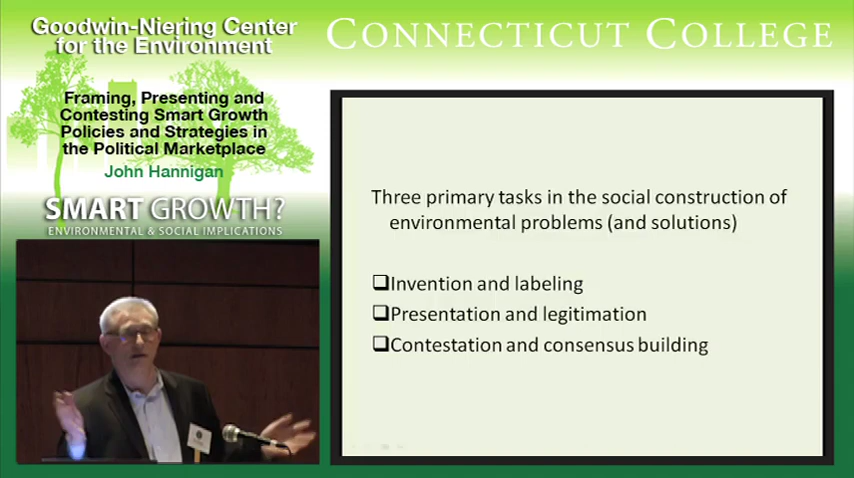 Goodwin-Niering Center
for the Environment
CONNECTICUT COLLEGE
Framing, Presenting and
Contesting Smart Growth
Policies and Strategies in
the Political Marketplace
John Hannigan
SMART GROWTH?
ENVIRONMENTAL & SOCIAL IMPLICATIONS
Three primary tasks in the social construction of
environmental problems (and solutions)
❑Invention and labeling
❑Presentation and legitimation
❑Contestation and consensus building